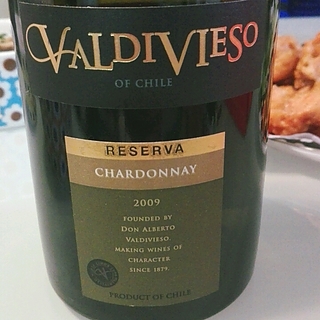 VALDIVIESO
OF CHILE
RESERVA
CHARDONNAY
2009
FOUNDED BY
DON ALBERTO
VALDIVIESO
MAKING WINES OF
CHARACTER
SINCE 1879.
PRODUCT OF CHILE